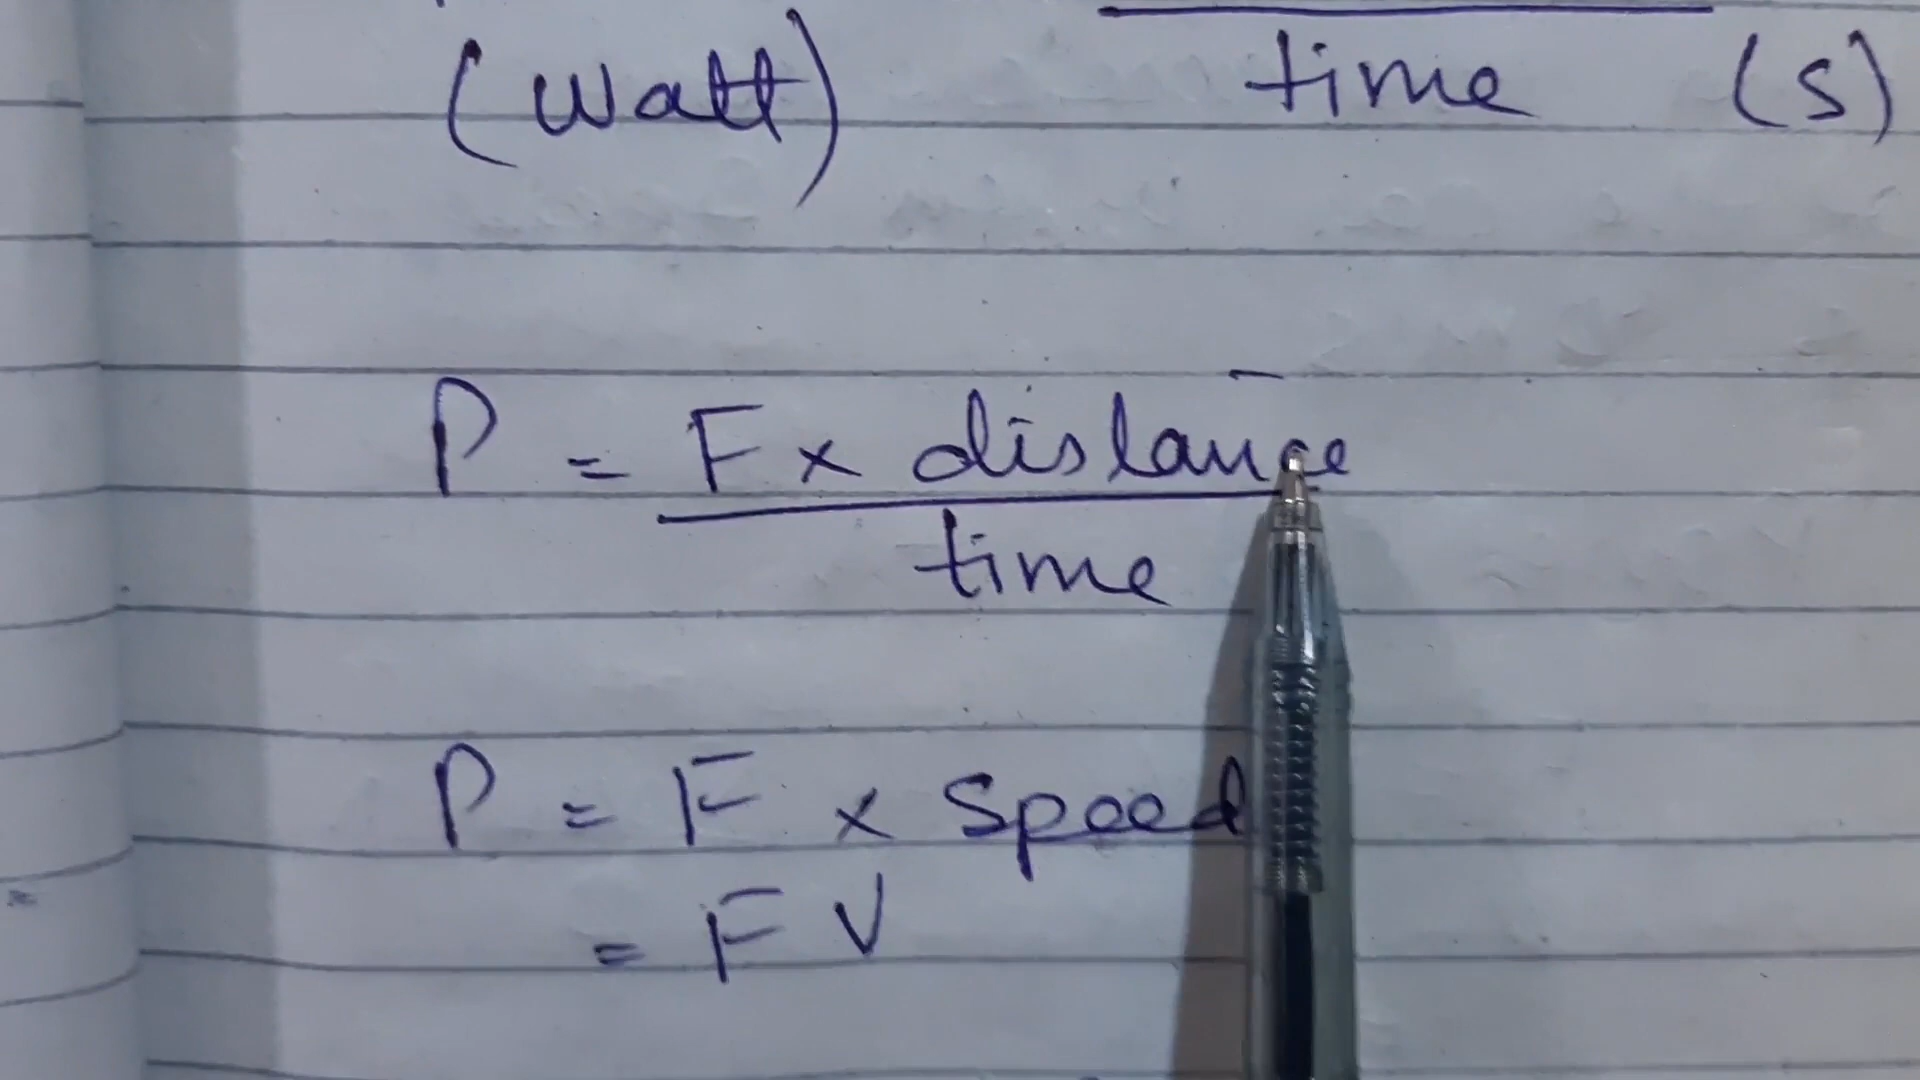 (Watt) time (s)
P = F x distance
time
P = F x Speed
= F V